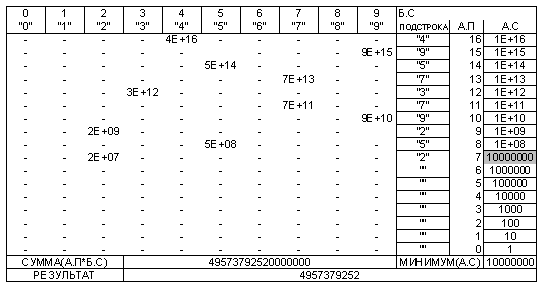 0 1 2 3 4 5 6 7 8 9 Б.С
"0" "1" "2" "3" "4" "5" "6" "7" "8" "9" ПОДСТРОКА А.П А.С
- - - - 4E+16 - - - - - "4" 16 1E+16
- - - - - - - - - 9E+15 "9" 15 1E+15
- - - - - 5E+14 - - - - "5" 14 1E+14
- - - - - - - 7E+13 - - "7" 13 1E+13
- - - 3E+12 - - - - - - "3" 12 1E+12
- - - - - - - 7E+11 - - "7" 11 1E+11
- - - - - - - - - 9E+10 "9" 10 1E+10
- - 2E+09 - - - - - - - "2" 9 1E+09
- - - - - 5E+08 - - - - "5" 8 1E+08
- - 2E+07 - - - - - - - "2" 7 10000000
- - - - - - - - - - "" 6 1000000
- - - - - - - - - - "" 5 100000
- - - - - - - - - - "" 4 10000
- - - - - - - - - - "" 3 1000
- - - - - - - - - - "" 2 100
- - - - - - - - - - "" 1 10
- - - - - - - - - - "" 0 1
СУММА(А.П*Б.С) 49573792520000000 МИНИМУМ(А.С) 10000000
РЕЗУЛЬТАТ 4957379252